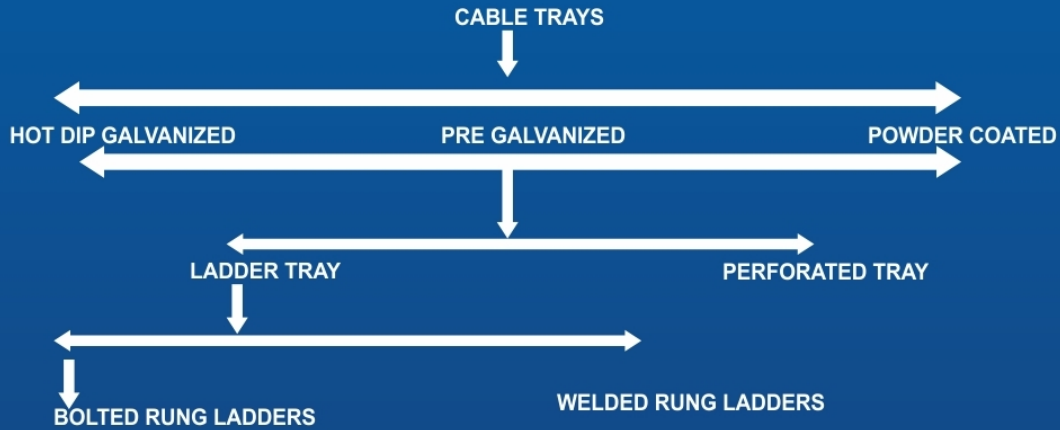 CABLE TRAYS
HOT DIP GALVANIZED PRE GALVANIZED POWDER COATED
LADDER TRAY PERFORATED TRAY
BOLTED RUNG LADDERS WELDED RUNG LADDERS